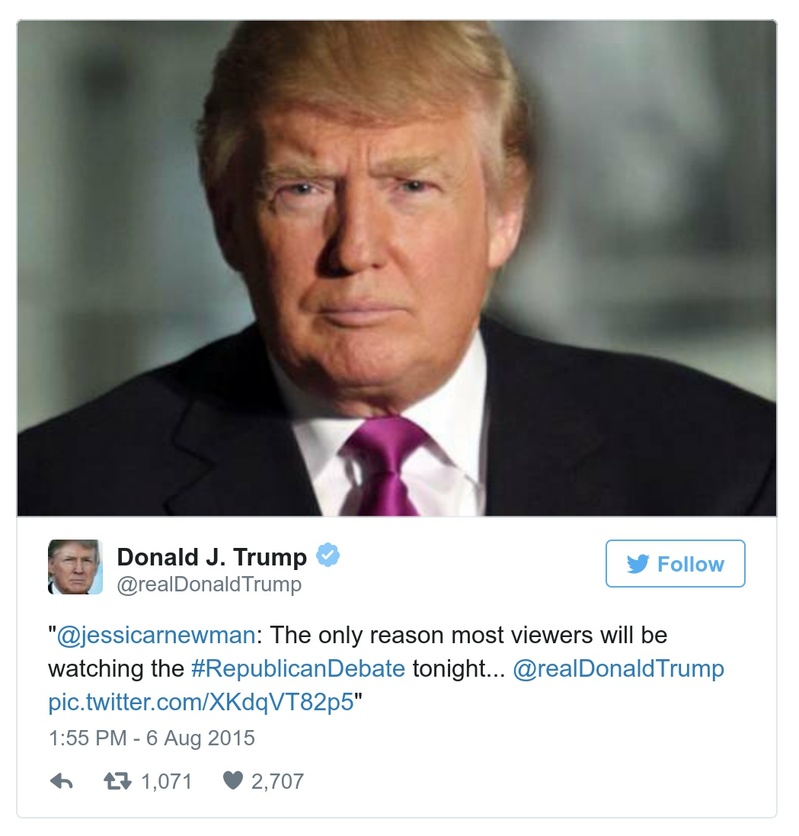 Donald J. Trump
@realDonaldTrump
Follow
"@jessicarnewman: The only reason most viewers will be
watching the #RepublicanDebate tonight... @realDonaldTrump
pic.twitter.com/XKdqVT82p5"
1:55 PM - 6 Aug 2015
1,071 2,707